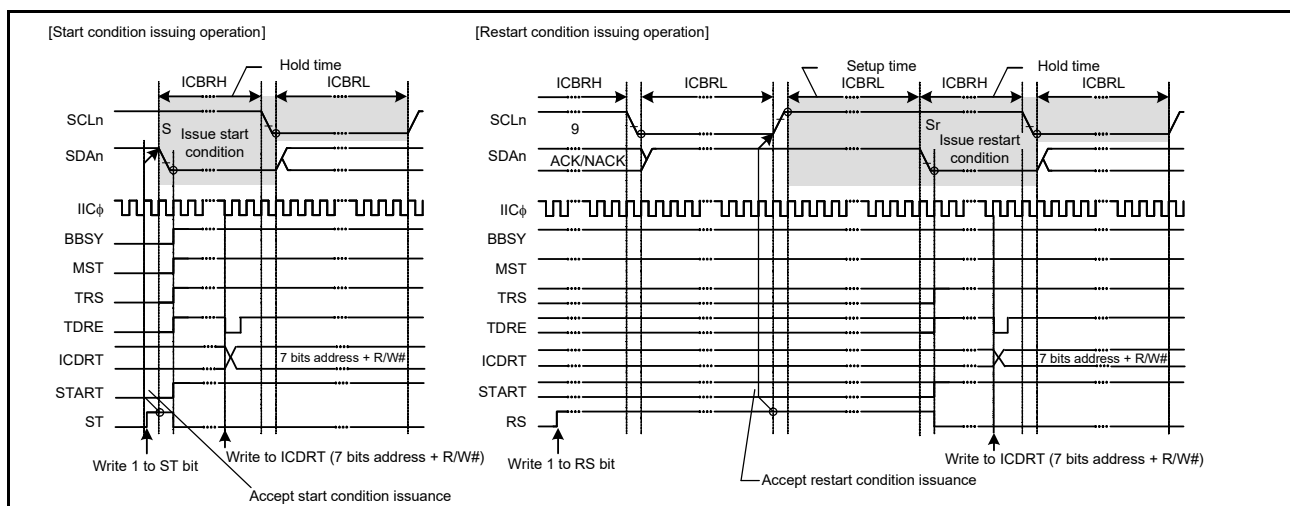 [Start condition issuing operation]
Hold time
ICBRH
ICBRL
SCLn
S
Issue start
condition
SDAn
IICϕ
BBSY
MST
TRS
TDRE
ICDRT
7 bits address + R/W#
START
ST
Write 1 to ST bit
Write to ICDRT (7 bits address + R/W#)
Accept start condition issuance
[Restart condition issuing operation]
Setup time
Hold time
ICBRH
ICBRL
ICBRL
ICBRH
ICBRL
SCLn
9
Sr
Issue restart
condition
SDAn
ACK/NACK
IICϕ
BBSY
MST
TRS
TDRE
ICDRT
7 bits address + R/W#
START
RS
Write 1 to RS bit
Write to ICDRT (7 bits address + R/W#)
Accept restart condition issuance